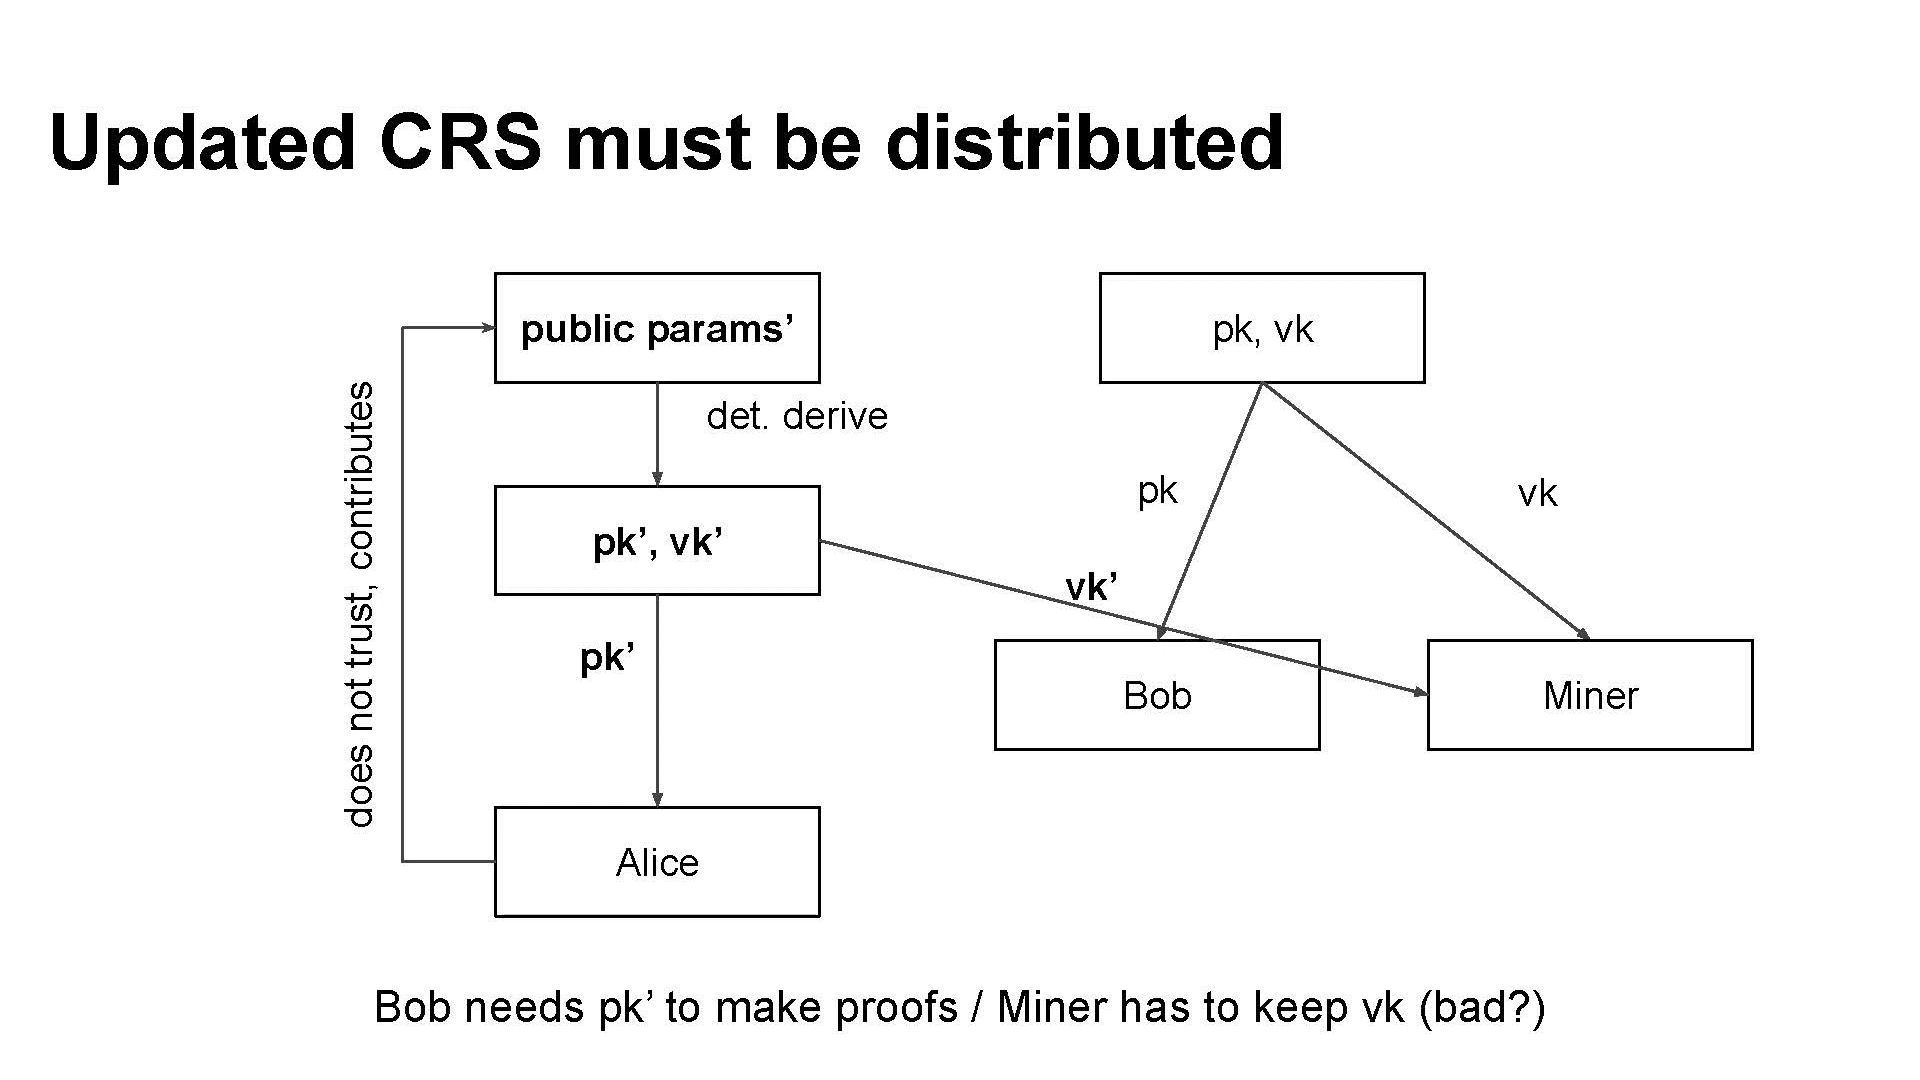 Updated CRS must be distributed
public params’
pk, vk
det. derive
does not trust, contributes
pk
vk
pk’, vk’
vk’
pk’
Bob
Miner
Alice
Bob needs pk’ to make proofs / Miner has to keep vk (bad?)